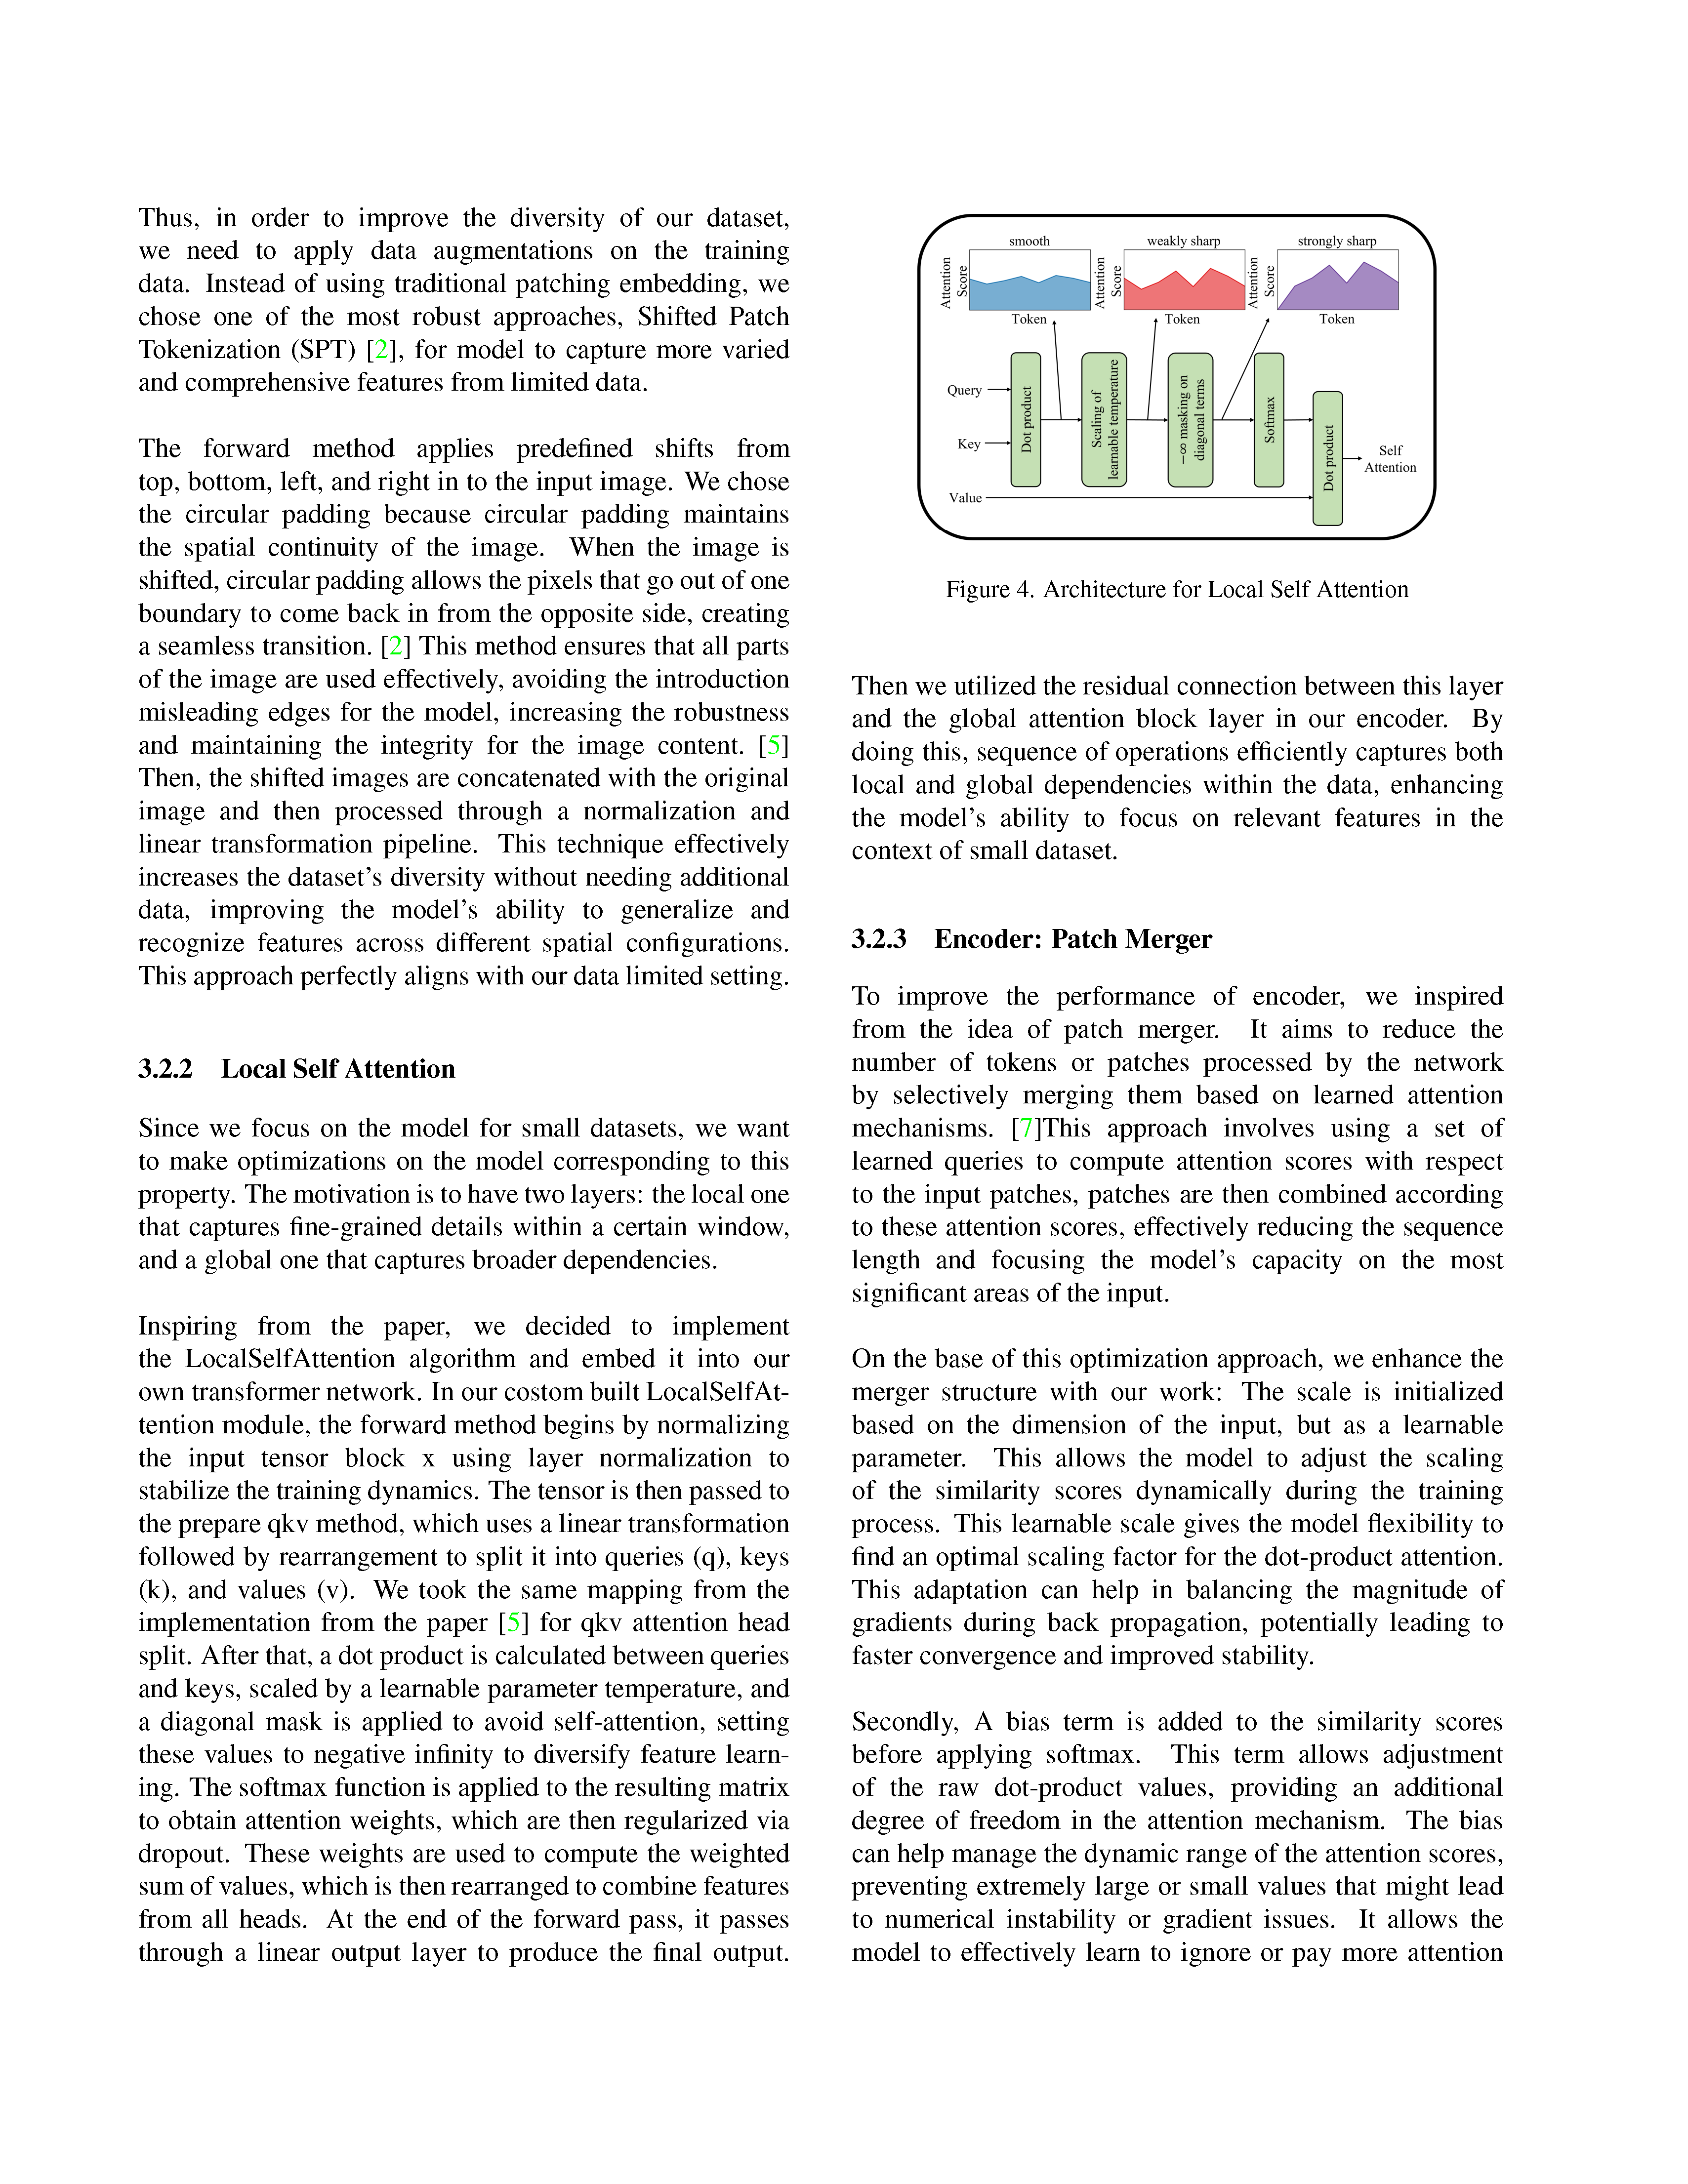 Thus, in order to improve the diversity of our dataset,
we need to apply data augmentations on the training
data. Instead of using traditional patching embedding, we
chose one of the most robust approaches, Shifted Patch
Tokenization (SPT) [2], for model to capture more varied
and comprehensive features from limited data.
The forward method applies predefined shifts from
top, bottom, left, and right in to the input image. We chose
the circular padding because circular padding maintains
the spatial continuity of the image. When the image is
shifted, circular padding allows the pixels that go out of one
boundary to come back in from the opposite side, creating
a seamless transition. [2] This method ensures that all parts
of the image are used effectively, avoiding the introduction
misleading edges for the model, increasing the robustness
and maintaining the integrity for the image content. [5]
Then, the shifted images are concatenated with the original
image and then processed through a normalization and
linear transformation pipeline. This technique effectively
increases the dataset's diversity without needing additional
data, improving the model's ability to generalize and
recognize features across different spatial configurations.
This approach perfectly aligns with our data limited setting.
3.2.2 Local Self Attention
Since we focus on the model for small datasets, we want
to make optimizations on the model corresponding to this
property. The motivation is to have two layers: the local one
that captures fine-grained details within a certain window,
and a global one that captures broader dependencies.
Inspiring from the paper, we decided to implement
the LocalSelfAttention algorithm and embed it into our
own transformer network. In our costom built LocalSelfAt-
tention module, the forward method begins by normalizing
the input tensor block x using layer normalization to
stabilize the training dynamics. The tensor is then passed to
the prepare qkv method, which uses a linear transformation
followed by rearrangement to split it into queries (q), keys
(k), and values (v). We took the same mapping from the
implementation from the paper [5] for qkv attention head
split. After that, a dot product is calculated between queries
and keys, scaled by a learnable parameter temperature, and
a diagonal mask is applied to avoid self-attention, setting
these values to negative infinity to diversify feature learn-
ing. The softmax function is applied to the resulting matrix
to obtain attention weights, which are then regularized via
dropout. These weights are used to compute the weighted
sum of values, which is then rearranged to combine features
from all heads. At the end of the forward pass, it passes
through a linear output layer to produce the final output.
smooth
weakly sharp
strongly sharp
Attention
Score
Attention
Score
Attention
Score
Token
Token
Token
Query
Key
Value
Dot product
Scaling of
learnable temperature
−∞ masking on
diagonal terms
Softmax
Dot product
Self
Attention
Figure 4. Architecture for Local Self Attention
Then we utilized the residual connection between this layer
and the global attention block layer in our encoder. By
doing this, sequence of operations efficiently captures both
local and global dependencies within the data, enhancing
the model's ability to focus on relevant features in the
context of small dataset.
3.2.3 Encoder: Patch Merger
To improve the performance of encoder, we inspired
from the idea of patch merger. It aims to reduce the
number of tokens or patches processed by the network
by selectively merging them based on learned attention
mechanisms. [7]This approach involves using a set of
learned queries to compute attention scores with respect
to the input patches, patches are then combined according
to these attention scores, effectively reducing the sequence
length and focusing the model's capacity on the most
significant areas of the input.
On the base of this optimization approach, we enhance the
merger structure with our work: The scale is initialized
based on the dimension of the input, but as a learnable
parameter. This allows the model to adjust the scaling
of the similarity scores dynamically during the training
process. This learnable scale gives the model flexibility to
find an optimal scaling factor for the dot-product attention.
This adaptation can help in balancing the magnitude of
gradients during back propagation, potentially leading to
faster convergence and improved stability.
Secondly, A bias term is added to the similarity scores
before applying softmax. This term allows adjustment
of the raw dot-product values, providing an additional
degree of freedom in the attention mechanism. The bias
can help manage the dynamic range of the attention scores,
preventing extremely large or small values that might lead
to numerical instability or gradient issues. It allows the
model to effectively learn to ignore or pay more attention